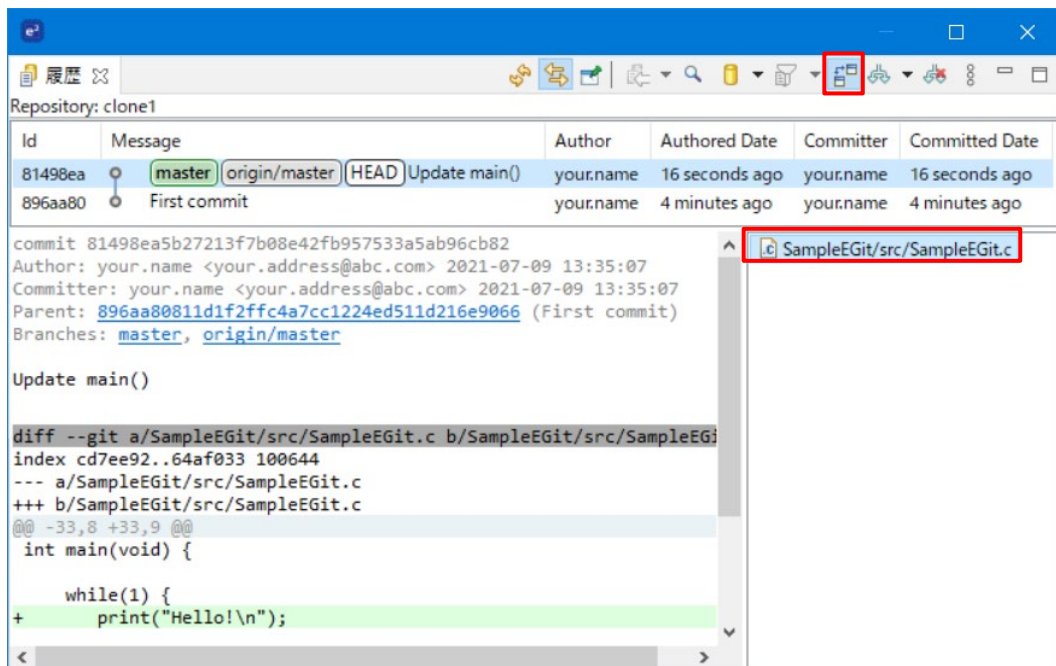 e²
履歴
Repository: clone1
Id Message Author Authored Date Committer Committed Date
81498ea master origin/master HEAD Update main() your.name 16 seconds ago your.name 16 seconds ago
896aa80 First commit your.name 4 minutes ago your.name 4 minutes ago
commit 81498ea5b27213f7b08e42fb957533a5ab96cb82
SampleEGit/src/SampleEGit.c
Author: your.name <your.address@abc.com> 2021-07-09 13:35:07
Committer: your.name <your.address@abc.com> 2021-07-09 13:35:07
Parent: 896aa80811d1f2ffc4a7cc1224ed511d216e9066 (First commit)
Branches: master, origin/master
Update main()
diff --git a/SampleEGit/src/SampleEGit.c b/SampleEGit/src/SampleEGi
index cd7ee92..64af033 100644
--- a/SampleEGit/src/SampleEGit.c
+++ b/SampleEGit/src/SampleEGit.c
@@ -33,8 +33,9 @@
int main(void) {
while(1) {
+ print("Hello!\n");